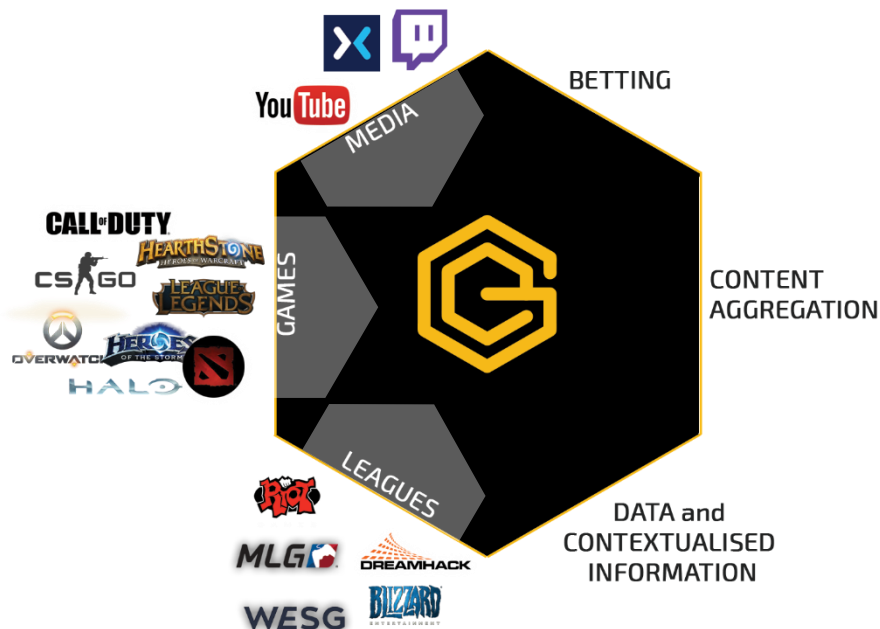 YouTube
MEDIA
BETTING
CALL OF DUTY
HEARTHSTONE
HEROES OF WARCRAFT
CS GO
LEAGUE OF
LEGENDS
GAMES
CONTENT
AGGREGATION
OVERWATCH
HEROES
OF THE STORM
HALO
LEAGUES
RIOT
MLG
DREAMHACK
WESG
BLIZZARD
ENTERTAINMENT
DATA and
CONTEXTUALISED
INFORMATION